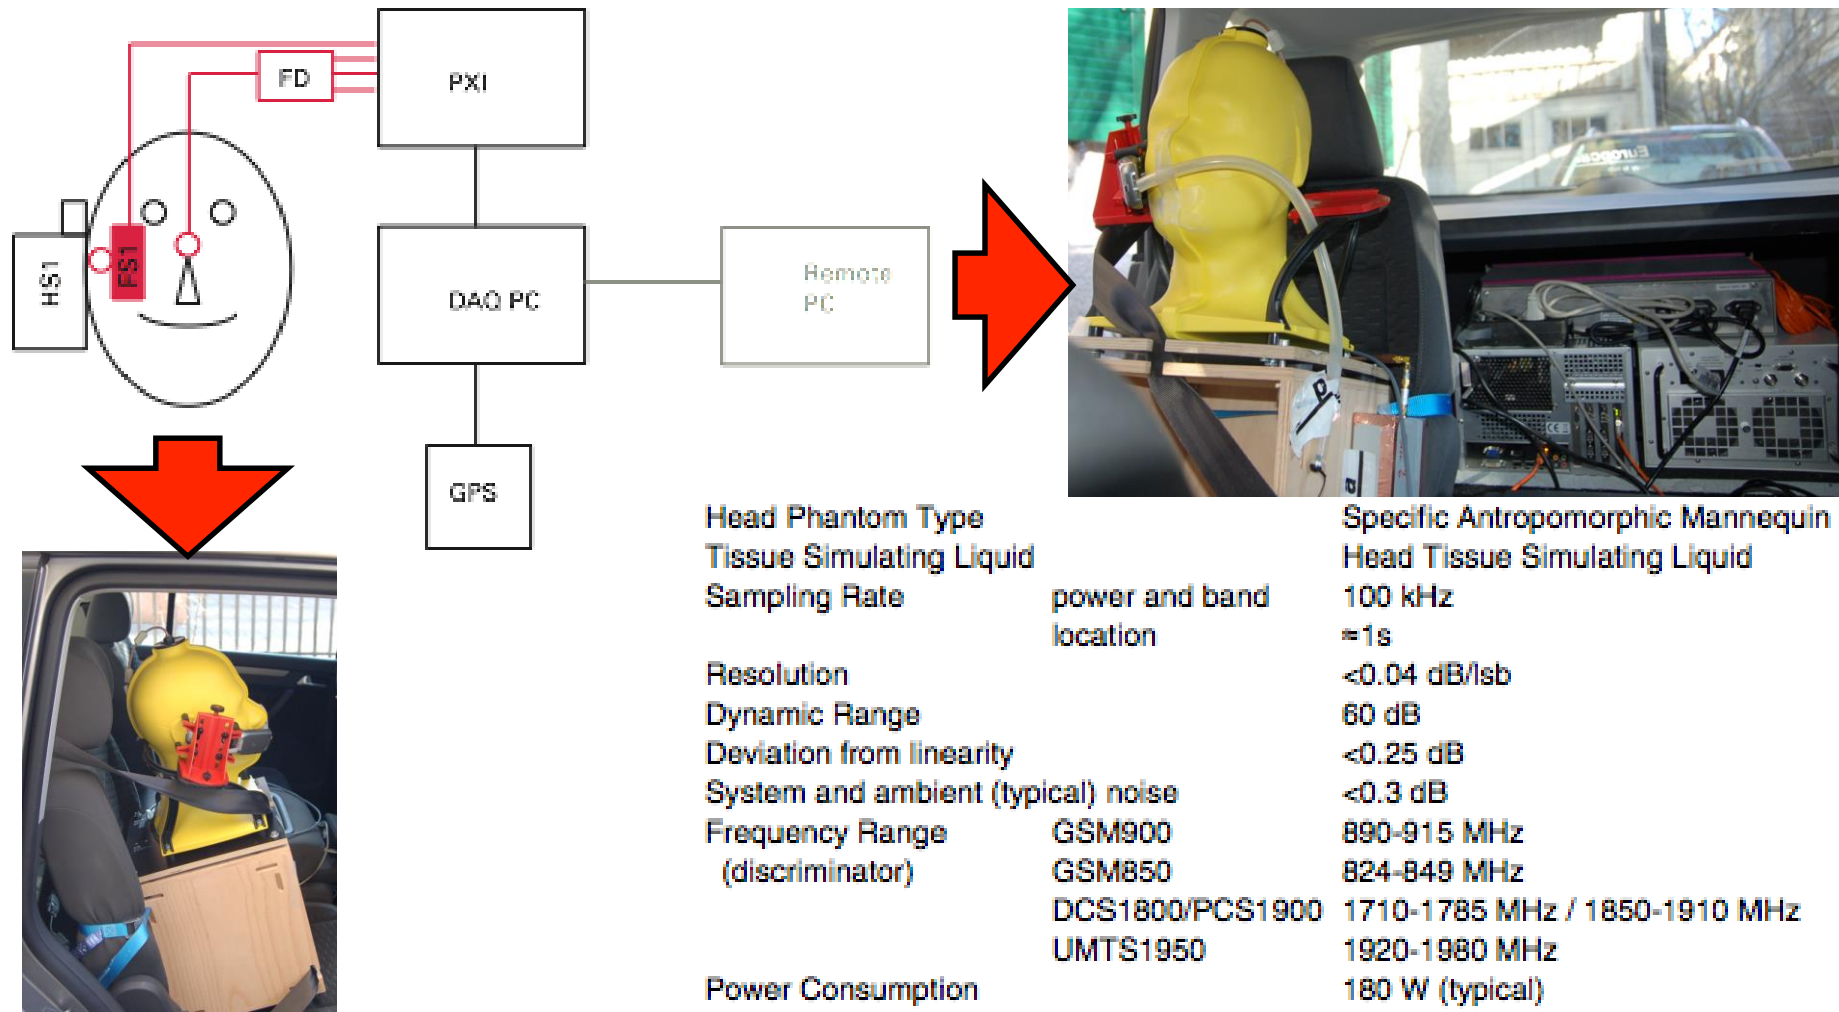 FD
PXI
HS1
FS1
DAQ PC
Remote
PC
GPS
Europcar
Head Phantom Type Specific Antropomorphic Mannequin
Tissue Simulating Liquid Head Tissue Simulating Liquid
Sampling Rate power and band 100 kHz
location ≈1s
Resolution <0.04 dB/lsb
Dynamic Range 60 dB
Deviation from linearity <0.25 dB
System and ambient (typical) noise <0.3 dB
Frequency Range GSM900 890-915 MHz
(discriminator) GSM850 824-849 MHz
DCS1800/PCS1900 1710-1785 MHz / 1850-1910 MHz
UMTS1950 1920-1980 MHz
Power Consumption 180 W (typical)